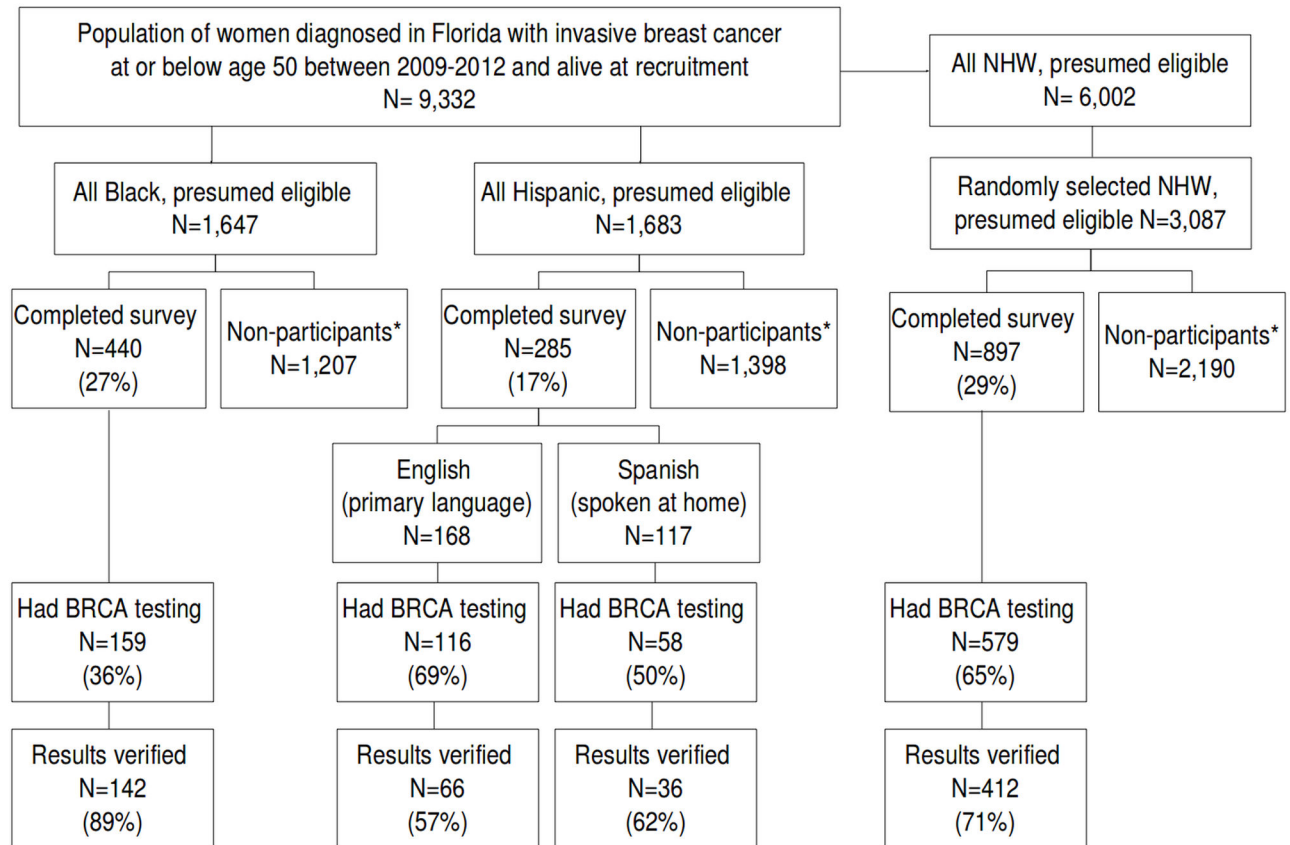 Population of women diagnosed in Florida with invasive breast cancer
at or below age 50 between 2009-2012 and alive at recruitment
N= 9,332
All NHW, presumed eligible
N= 6,002
All Black, presumed eligible
N=1,647
All Hispanic, presumed eligible
N=1,683
Randomly selected NHW,
presumed eligible N=3,087
Completed survey
N=440
(27%)
Non-participants*
N=1,207
Completed survey
N=285
(17%)
Non-participants*
N=1,398
Completed survey
N=897
(29%)
Non-participants*
N=2,190
English
(primary language)
N=168
Spanish
(spoken at home)
N=117
Had BRCA testing
N=159
(36%)
Had BRCA testing
N=116
(69%)
Had BRCA testing
N=58
(50%)
Had BRCA testing
N=579
(65%)
Results verified
N=142
(89%)
Results verified
N=66
(57%)
Results verified
N=36
(62%)
Results verified
N=412
(71%)